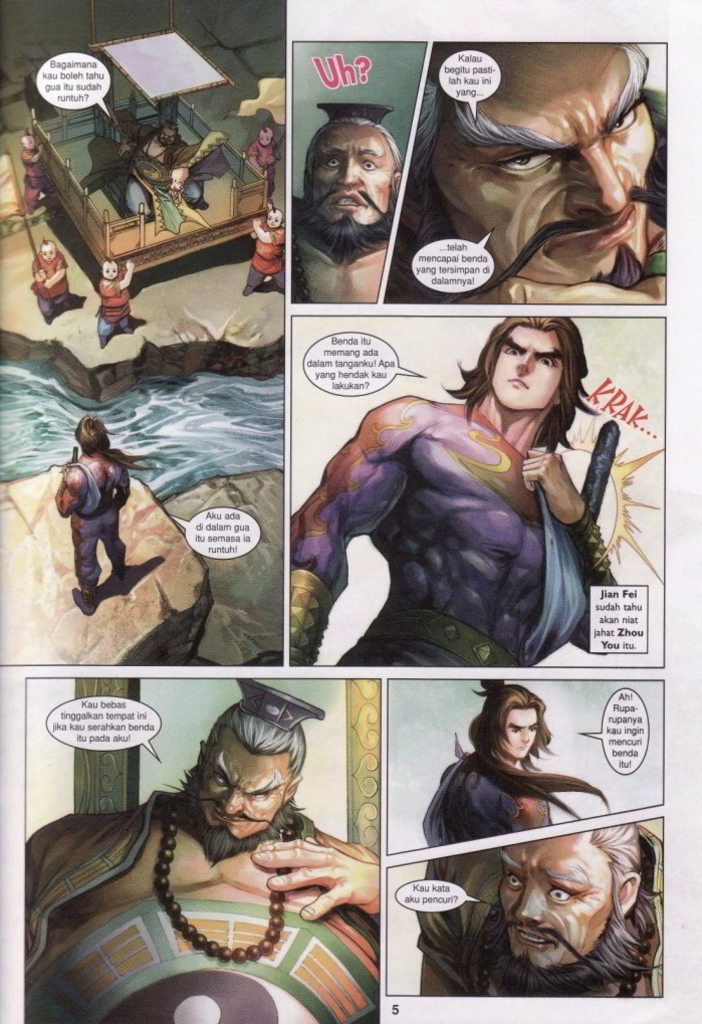 Bagaimana
kau boleh tahu
gua itu sudah
runtuh?
Aku ada
di dalam gua
itu semasa ia
runtuh!
Uh?
Kalau
begitu pasti-
lah kau ini
yang...
...telah
mencapai benda
yang tersimpan di
dalamnya!
Benda itu
memang ada
dalam tanganku! Apa
yang hendak kau
lakukan?
KRAK...
Jian Fei
sudah tahu
akan niat
jahat Zhou
You itu.
Kau bebas
tinggalkan tempat ini
jika kau serahkan benda
itu pada aku!
Ah!
Rupa-
rupanya
kau ingin
mencuri
benda
itu!
Kau kata
aku pencuri?
5